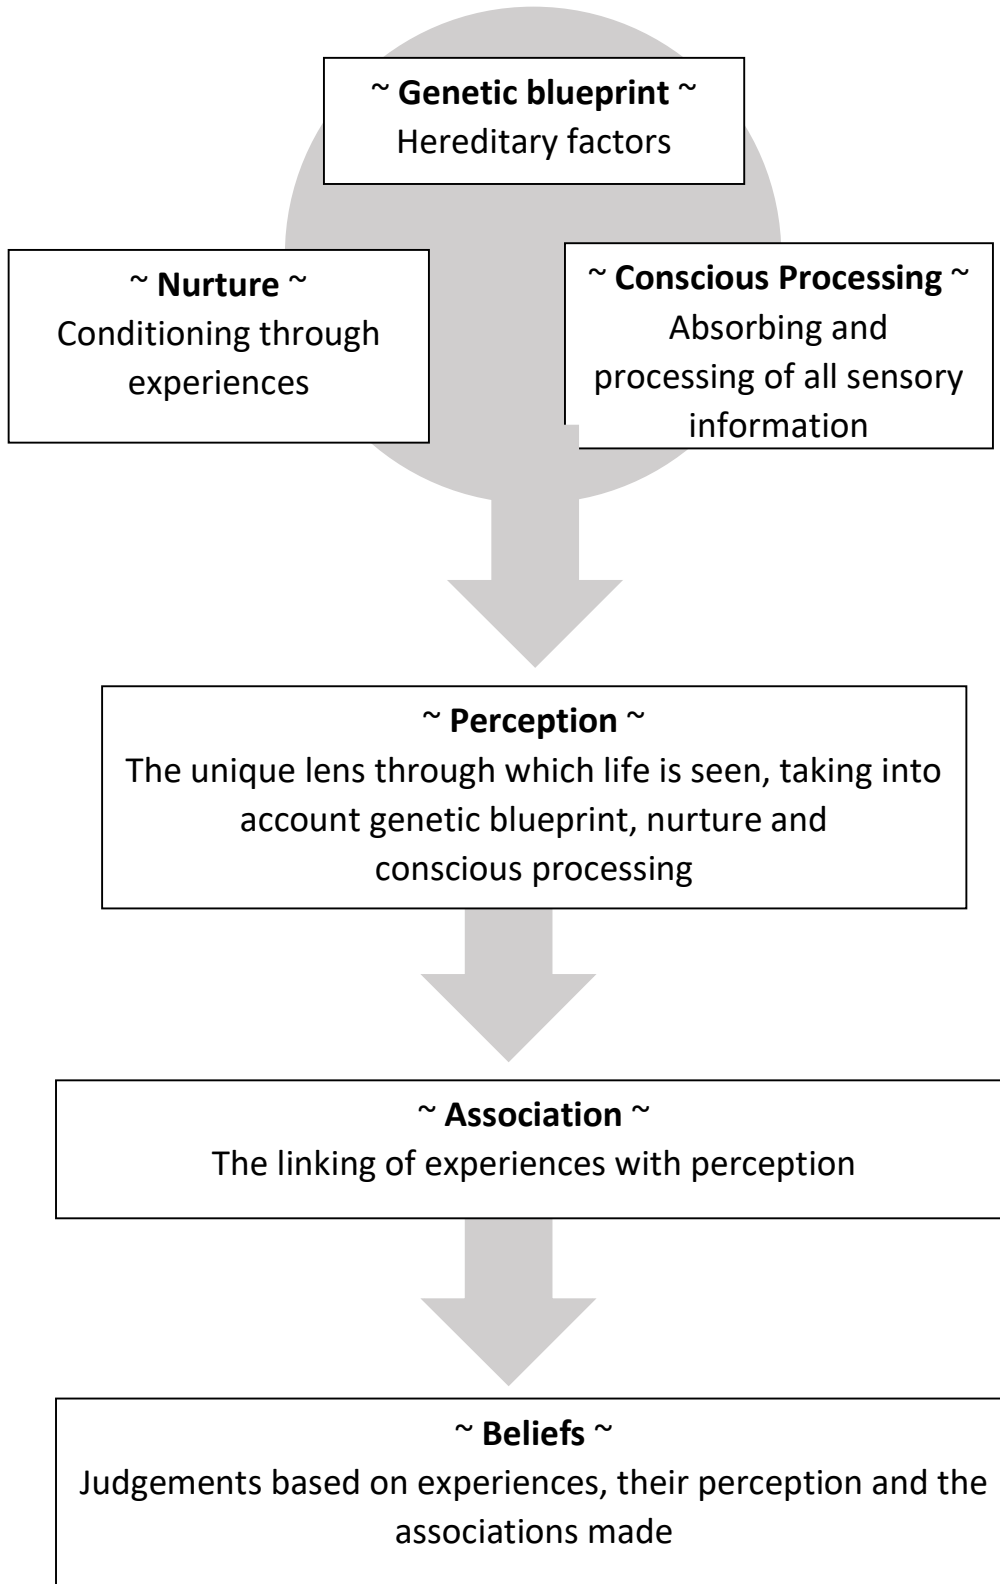 ~ Genetic blueprint ~
Hereditary factors
~ Nurture ~
Conditioning through
experiences
~ Conscious Processing ~
Absorbing and
processing of all sensory
information
~ Perception ~
The unique lens through which life is seen, taking into
account genetic blueprint, nurture and
conscious processing
~ Association ~
The linking of experiences with perception
~ Beliefs ~
Judgements based on experiences, their perception and the
associations made